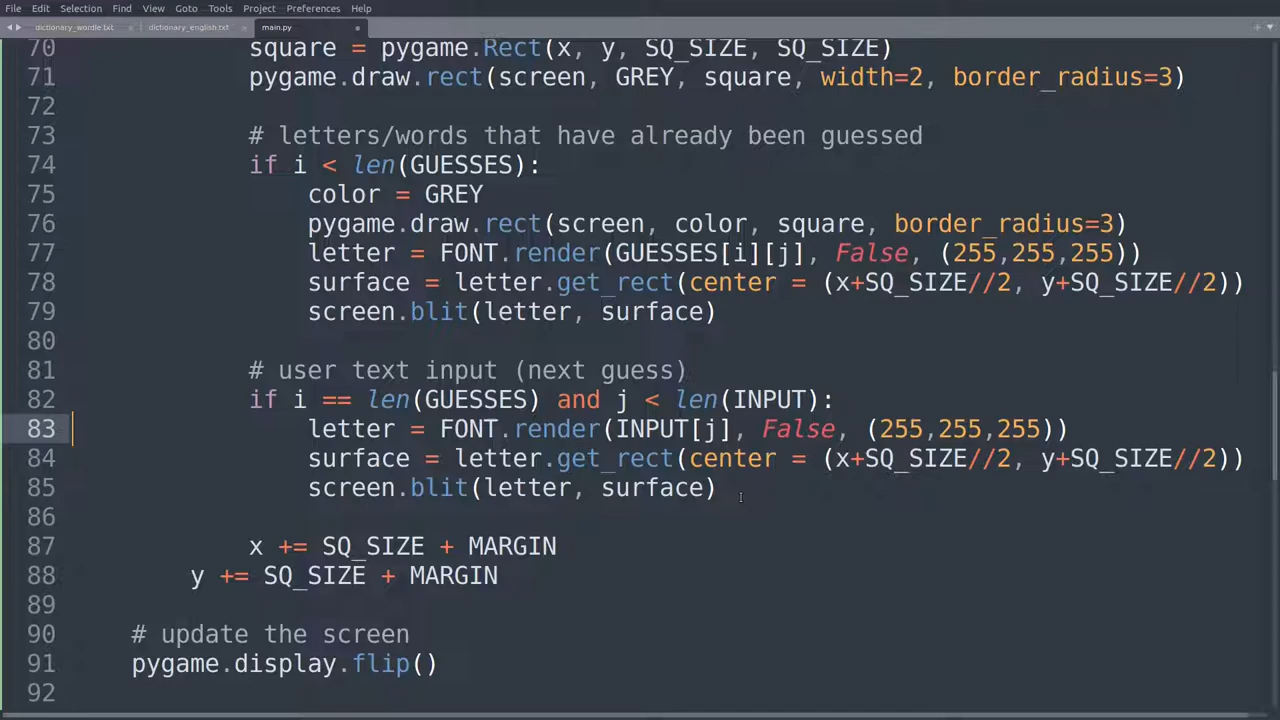 File Edit Selection Find View Goto Tools Project Preferences Help
dictionary_wordle.txt dictionary_english.txt main.py
70 square = pygame.Rect(x, y, SQ_SIZE, SQ_SIZE)
71 pygame.draw.rect(screen, GREY, square, width=2, border_radius=3)
72
73 # letters/words that have already been guessed
74 if i < len(GUESSES):
75 color = GREY
76 pygame.draw.rect(screen, color, square, border_radius=3)
77 letter = FONT.render(GUESSES[i][j], False, (255,255,255))
78 surface = letter.get_rect(center = (x+SQ_SIZE//2, y+SQ_SIZE//2))
79 screen.blit(letter, surface)
80
81 # user text input (next guess)
82 if i == len(GUESSES) and j < len(INPUT):
83 letter = FONT.render(INPUT[j], False, (255,255,255))
84 surface = letter.get_rect(center = (x+SQ_SIZE//2, y+SQ_SIZE//2))
85 screen.blit(letter, surface)
86
87 x += SQ_SIZE + MARGIN
88 y += SQ_SIZE + MARGIN
89
90 # update the screen
91 pygame.display.flip()
92